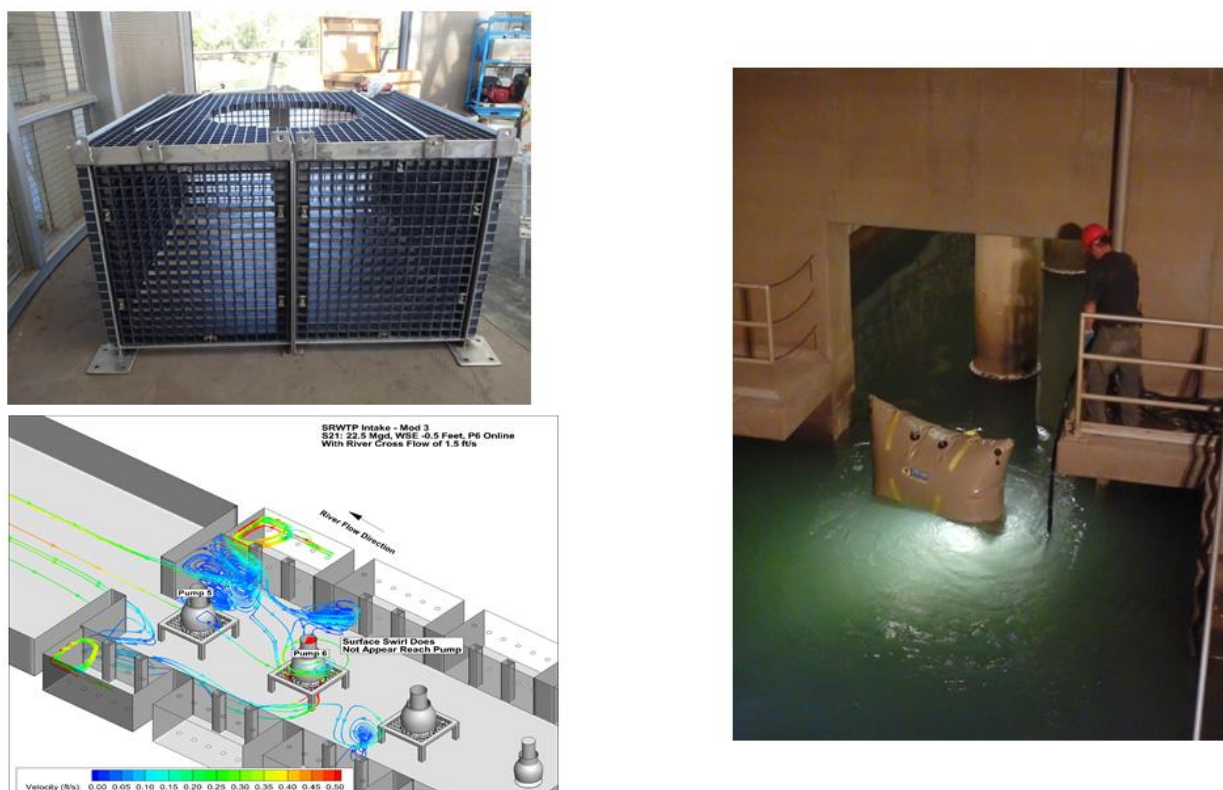 SRWTP Intake - Mod 3
S21: 22.5 Mgd, WSE -0.5 Feet, P6 Online
With River Cross Flow of 1.5 ft/s
River Flow Direction
Pump 5
Surface Swirl Does
Not Appear Reach Pump
Pump 6
Velocity (ft/s): 0.00 0.05 0.10 0.15 0.20 0.25 0.30 0.35 0.40 0.45 0.50